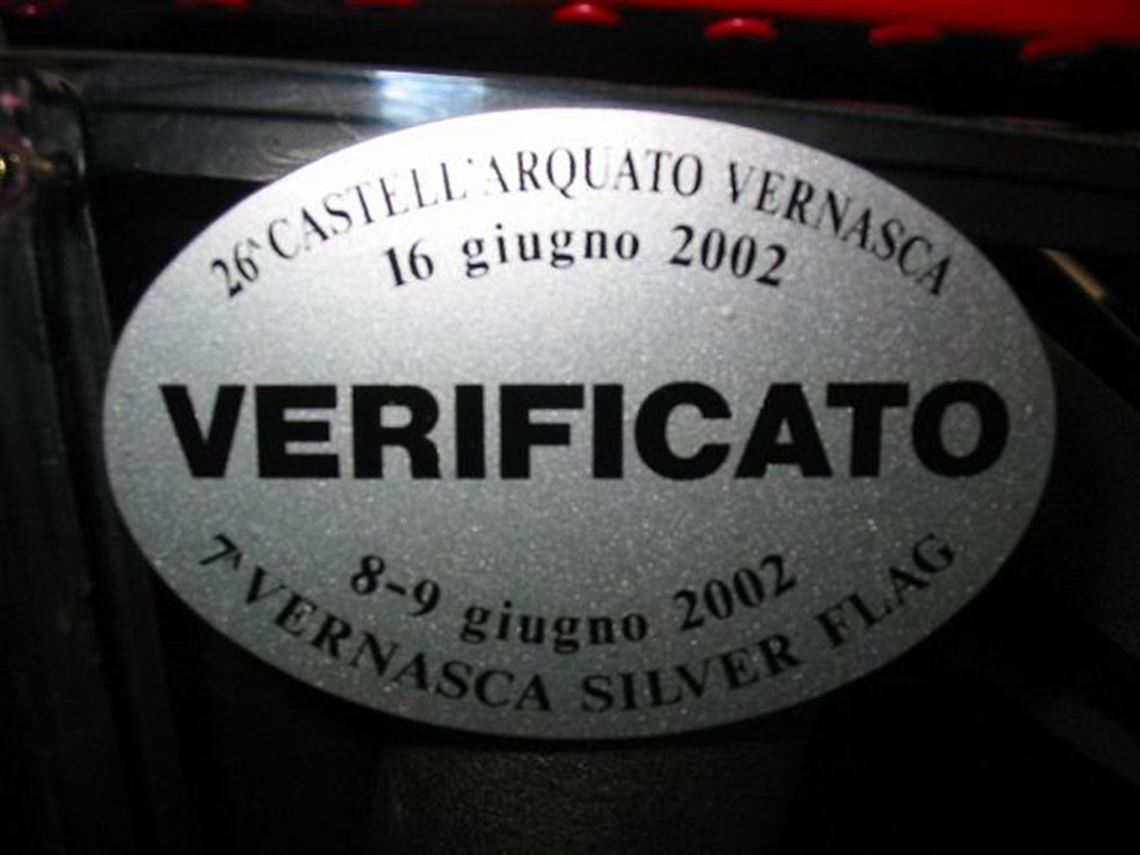 26^ CASTELL'ARQUATO VERNASCA
16 giugno 2002
VERIFICATO
8-9 giugno 2002
7^ VERNASCA SILVER FLAG